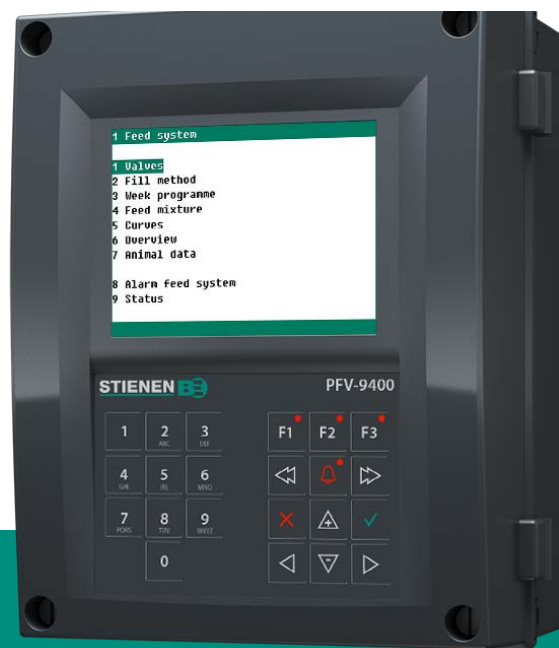 1 Feed system
1 Valves
2 Fill method
3 Week programme
4 Feed mixture
5 Curves
6 Overview
7 Animal data
8 Alarm feed system
9 Status
STIENEN BE
PFV-9400
1 2 3 F1 F2 F3
ABC DEF
4 5 6
GHI JKL MNO
7 8 9
PQRS TUV WXYZ
0